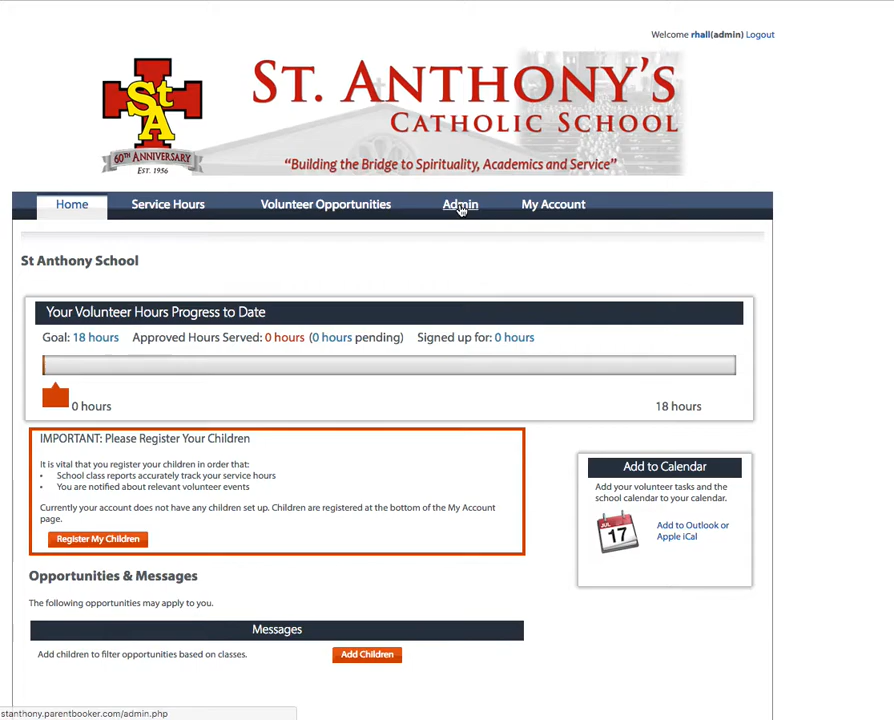 Welcome rhall(admin) Logout
StA
60TH ANNIVERSARY
EST. 1956
ST. ANTHONY'S
CATHOLIC SCHOOL
“Building the Bridge to Spirituality, Academics and Service”
Home Service Hours Volunteer Opportunities Admin My Account
St Anthony School
Your Volunteer Hours Progress to Date
Goal: 18 hours Approved Hours Served: 0 hours (0 hours pending) Signed up for: 0 hours
0 hours 18 hours
IMPORTANT: Please Register Your Children
It is vital that you register your children in order that:
• School class reports accurately track your service hours
• You are notified about relevant volunteer events
Currently your account does not have any children set up. Children are registered at the bottom of the My Account
page.
Register My Children
Add to Calendar
Add your volunteer tasks and the
school calendar to your calendar.
JUL
17
Add to Outlook or
Apple iCal
Opportunities & Messages
The following opportunities may apply to you.
Messages
Add children to filter opportunities based on classes. Add Children
stanthony.parentbooker.com/admin.php